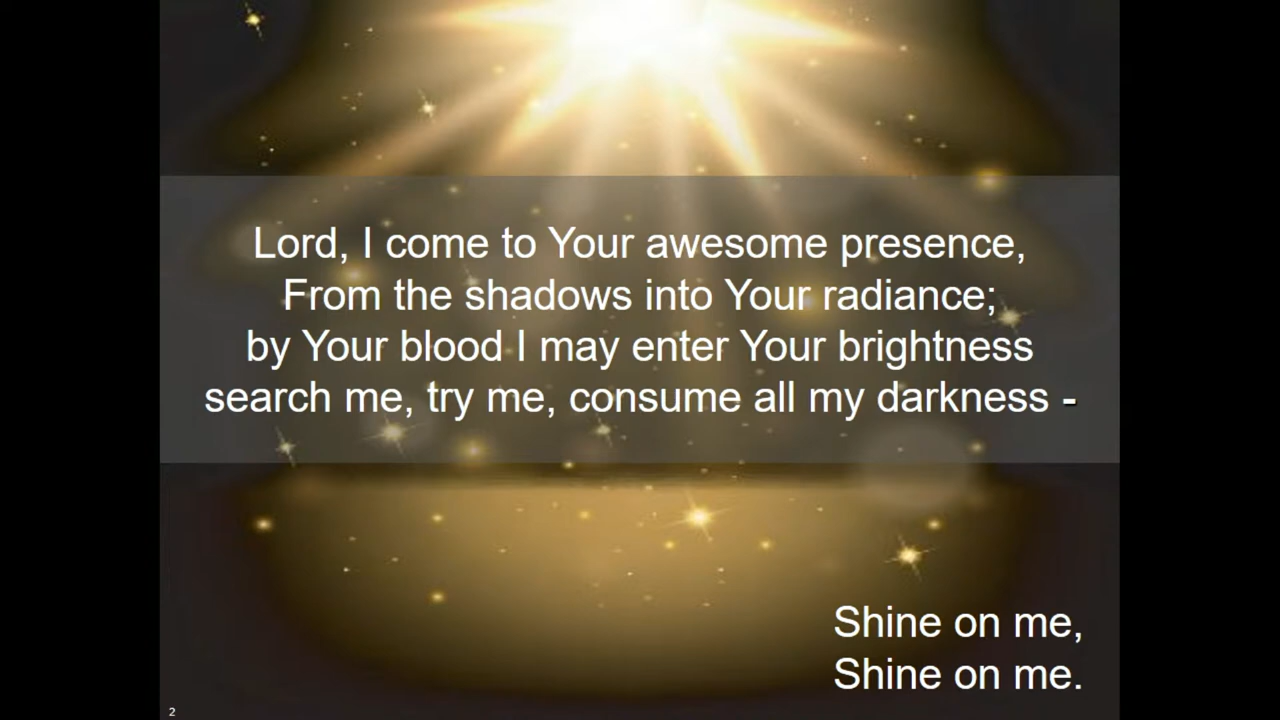 Lord, I come to Your awesome presence,
From the shadows into Your radiance;
by Your blood I may enter Your brightness
search me, try me, consume all my darkness -
Shine on me,
Shine on me.
2